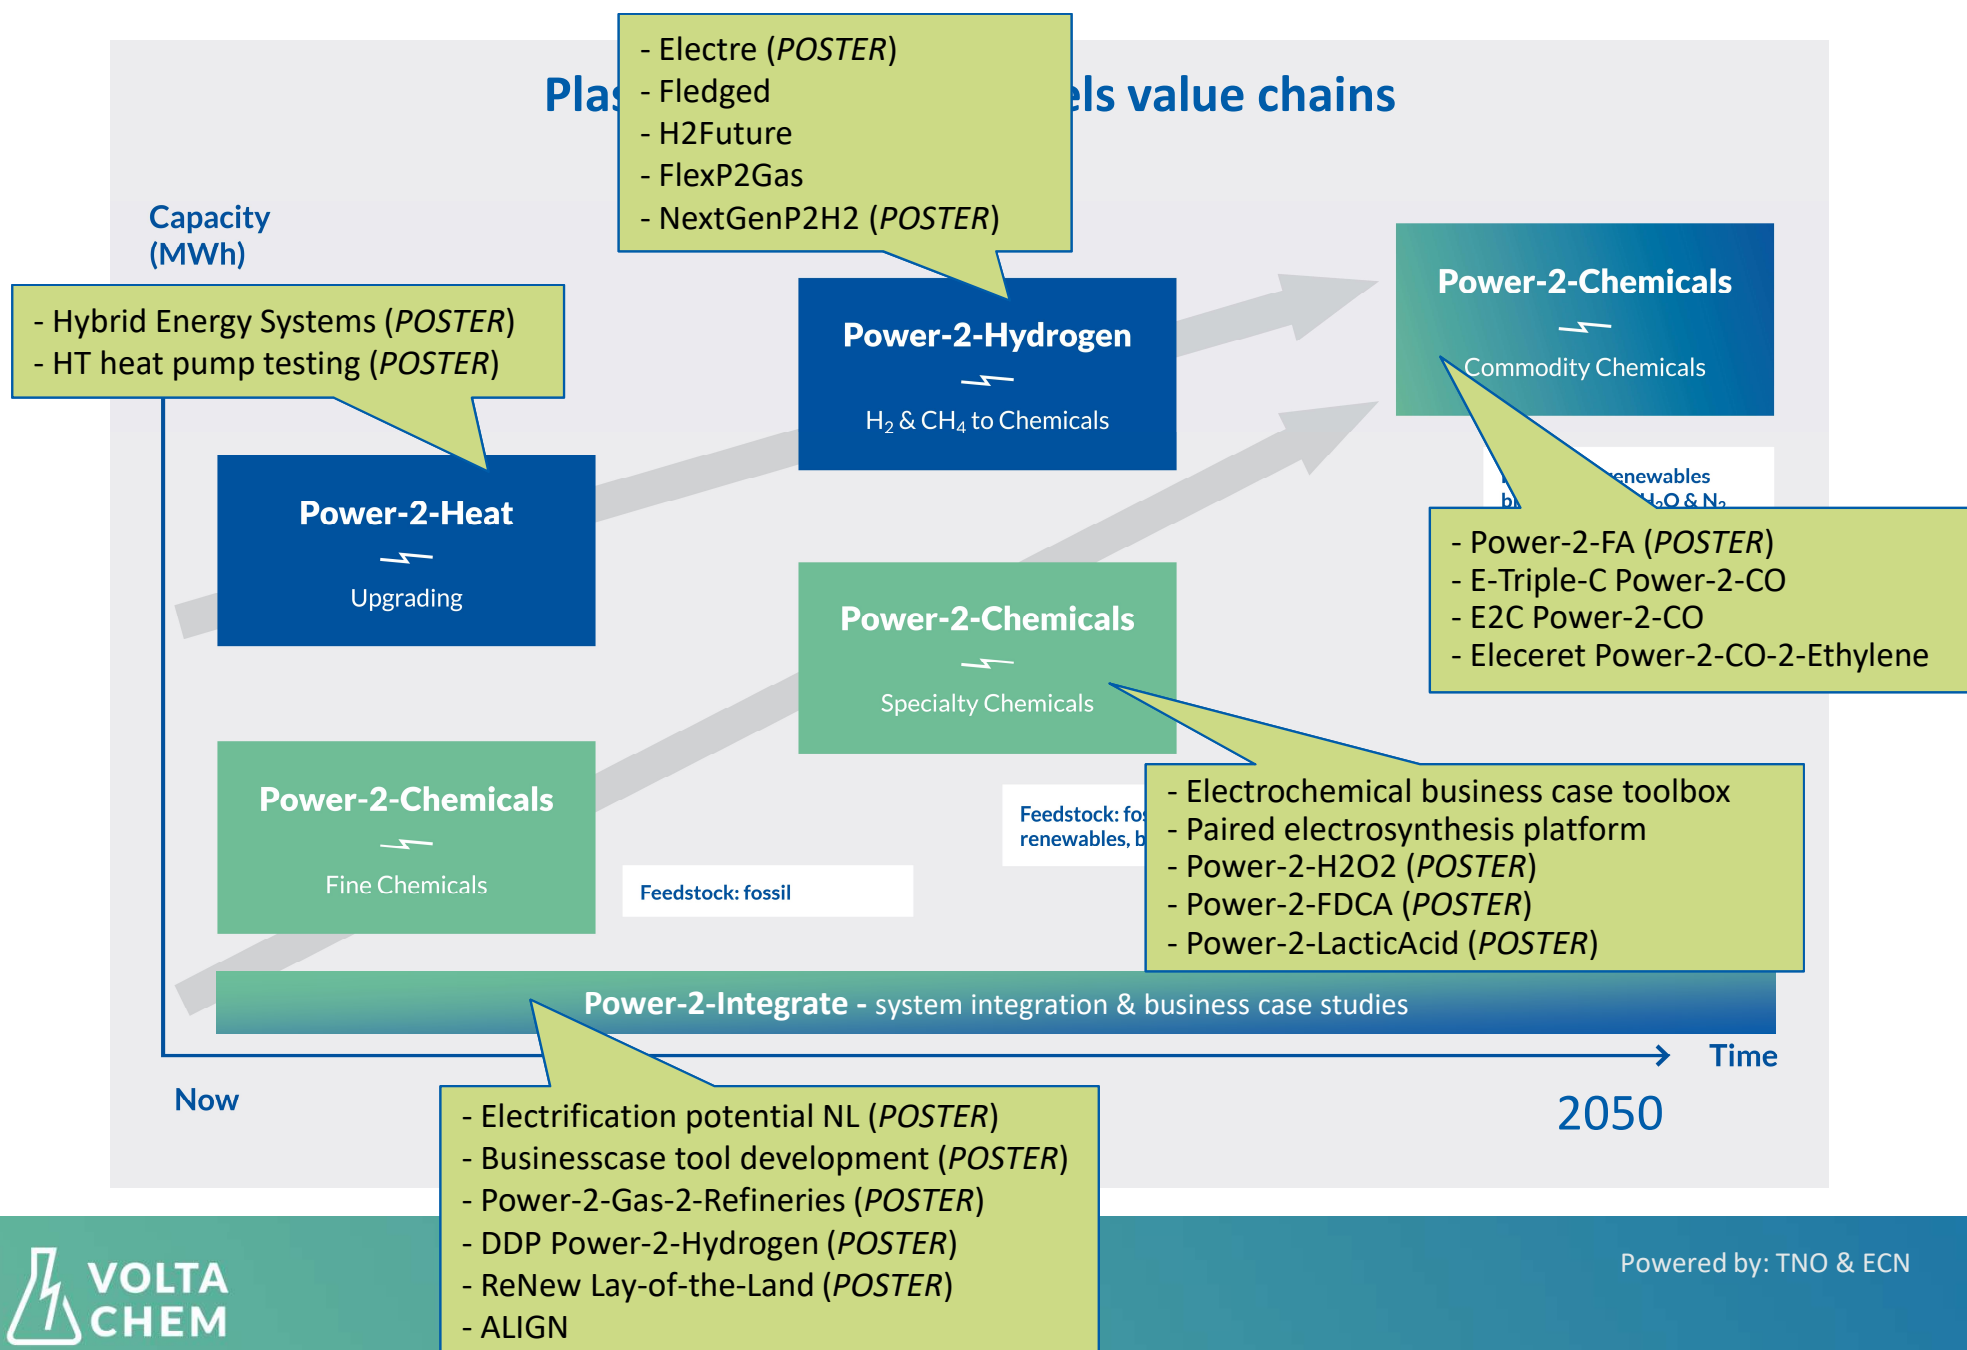 - Electre (POSTER)
- Fledged
- H2Future
- FlexP2Gas
- NextGenP2H2 (POSTER)
value chains
Capacity
(MWh)
- Hybrid Energy Systems (POSTER)
- HT heat pump testing (POSTER)
Power-2-Hydrogen
H₂ & CH₄ to Chemicals
Power-2-Chemicals
Commodity Chemicals
Power-2-Heat
Upgrading
H₂O & N₂
- Power-2-FA (POSTER)
- E-Triple-C Power-2-CO
- E2C Power-2-CO
- Eleceret Power-2-CO-2-Ethylene
Power-2-Chemicals
Specialty Chemicals
Power-2-Chemicals
Fine Chemicals
Feedstock: fossil
Feedstock:
renewables,
- Electrochemical business case toolbox
- Paired electrosynthesis platform
- Power-2-H2O2 (POSTER)
- Power-2-FDCA (POSTER)
- Power-2-LacticAcid (POSTER)
Power-2-Integrate - system integration & business case studies
Time
Now
2050
- Electrification potential NL (POSTER)
- Businesscase tool development (POSTER)
- Power-2-Gas-2-Refineries (POSTER)
- DDP Power-2-Hydrogen (POSTER)
- ReNew Lay-of-the-Land (POSTER)
- ALIGN
VOLTA
CHEM
Powered by: TNO & ECN